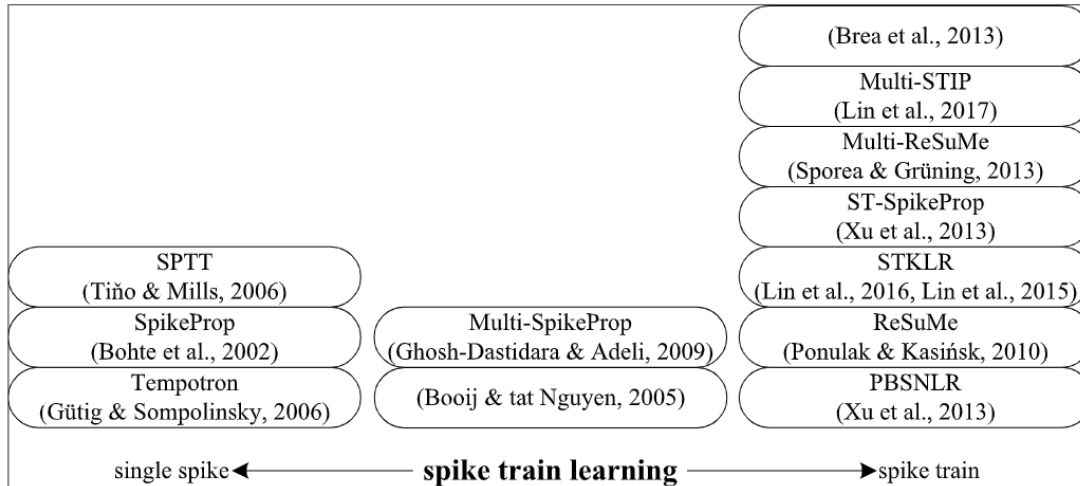 (Brea et al., 2013)
Multi-STIP
(Lin et al., 2017)
Multi-ReSuMe
(Sporea & Grüning, 2013)
ST-SpikeProp
(Xu et al., 2013)
SPTT
(Tiňo & Mills, 2006)
STKLR
(Lin et al., 2016, Lin et al., 2015)
SpikeProp
(Bohte et al., 2002)
Multi-SpikeProp
(Ghosh-Dastidara & Adeli, 2009)
ReSuMe
(Ponulak & Kasińsk, 2010)
Tempotron
(Gütig & Sompolinsky, 2006)
(Booij & tat Nguyen, 2005)
PBSNLR
(Xu et al., 2013)
single spike spike train learning spike train